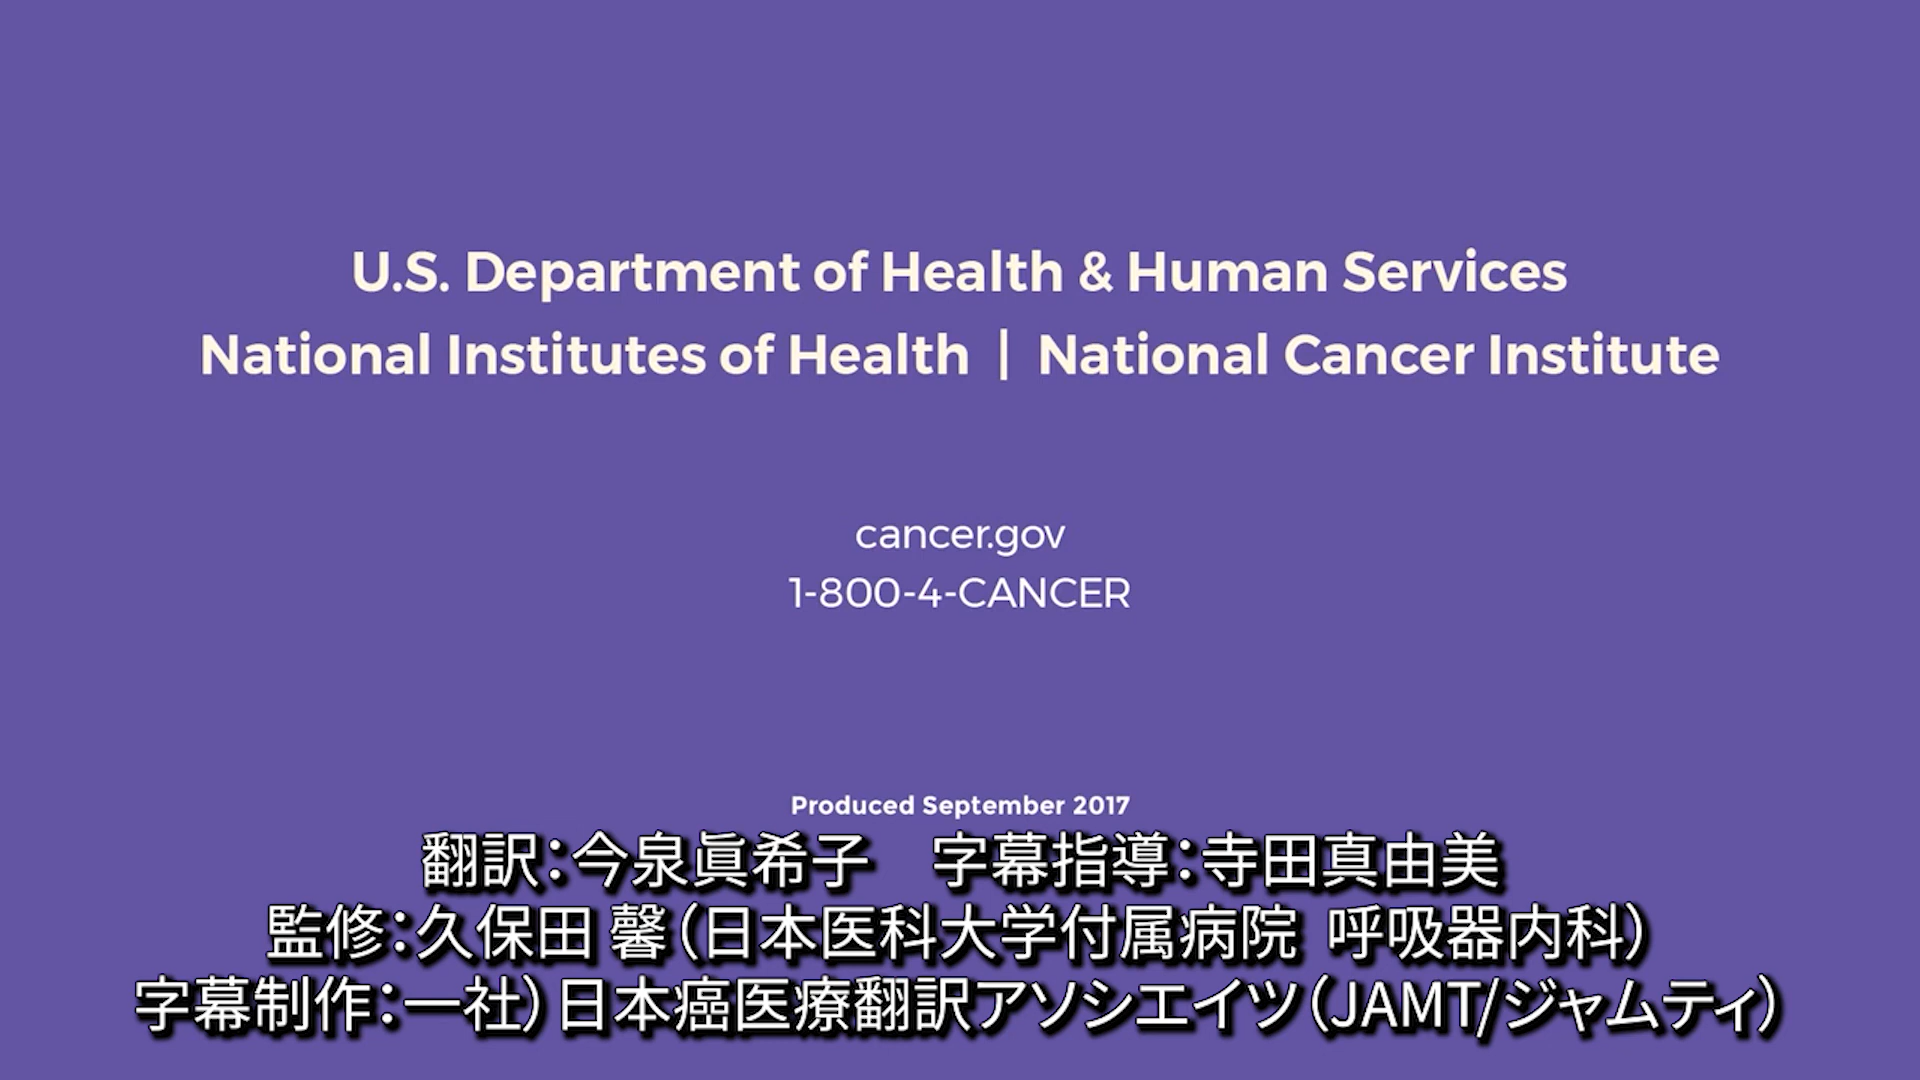 U.S. Department of Health & Human Services
National Institutes of Health | National Cancer Institute
cancer.gov
1-800-4-CANCER
Produced September 2017
翻訳：今泉眞希子　字幕指導：寺田真由美
監修：久保田 馨（日本医科大学付属病院 呼吸器内科）
字幕制作：一社）日本癌医療翻訳アソシエイツ（JAMT/ジャムティ）